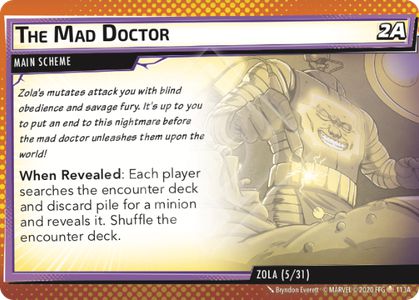 THE MAD DOCTOR
2A
MAIN SCHEME
Zola's mutates attack you with blind
obedience and savage fury. It's up to you
to put an end to this nightmare before
the mad doctor unleashes them upon the
world!
When Revealed: Each player
searches the encounter deck
and discard pile for a minion
and reveals it. Shuffle the
encounter deck.
ZOLA (5/31)
Bryndon Everett © MARVEL © 2020 FFG 113A